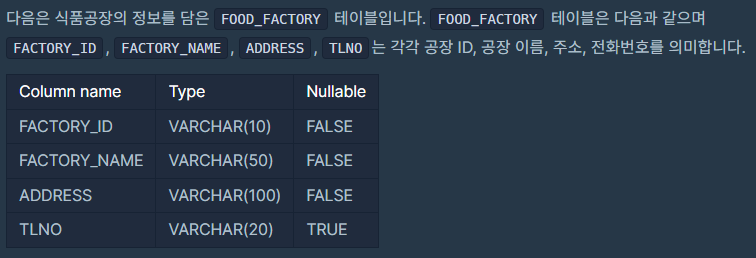 다음은 식품공장의 정보를 담은 FOOD_FACTORY 테이블입니다. FOOD_FACTORY 테이블은 다음과 같으며
FACTORY_ID, FACTORY_NAME, ADDRESS, TLNO는 각각 공장 ID, 공장 이름, 주소, 전화번호를 의미합니다.
Column name Type Nullable
FACTORY_ID VARCHAR(10) FALSE
FACTORY_NAME VARCHAR(50) FALSE
ADDRESS VARCHAR(100) FALSE
TLNO VARCHAR(20) TRUE